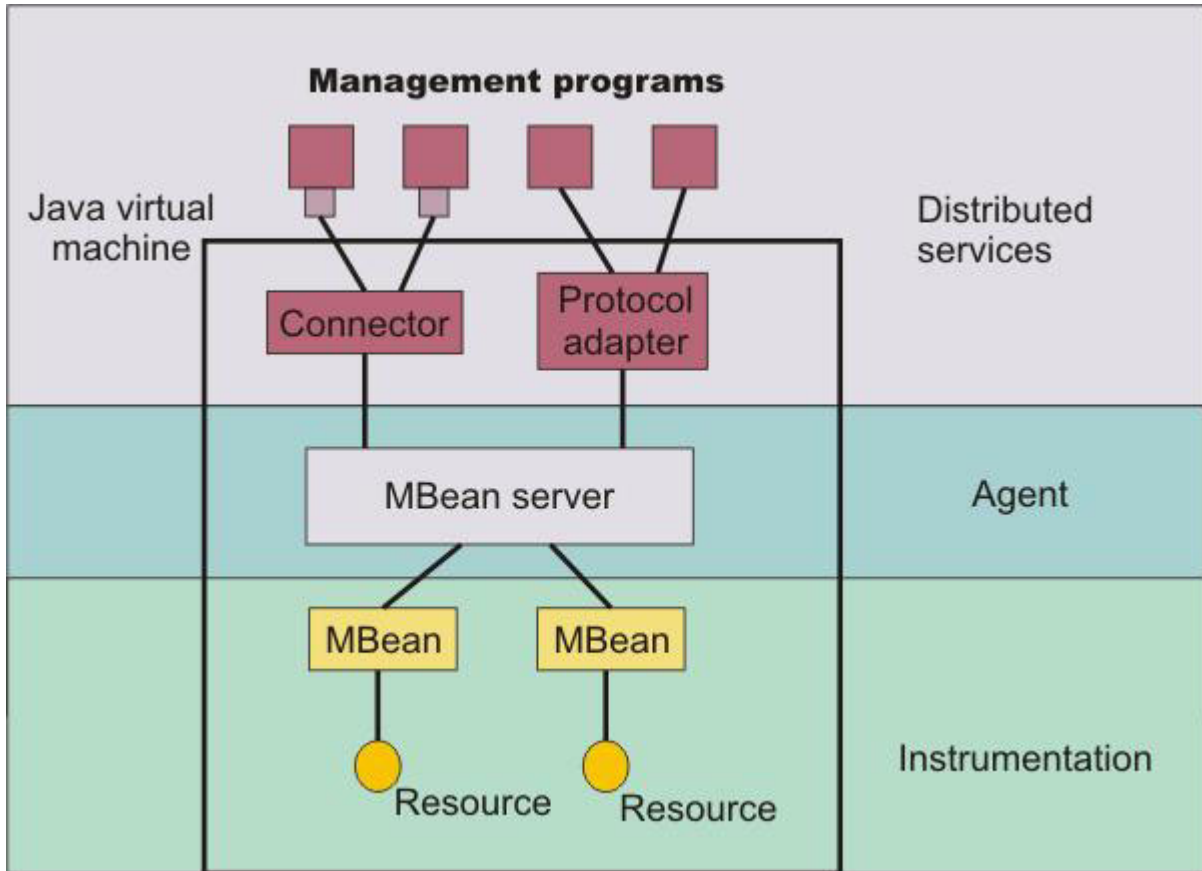 Management programs
Java virtual
machine
Distributed
services
Connector
Protocol
adapter
MBean server
Agent
MBean
MBean
Instrumentation
Resource
Resource